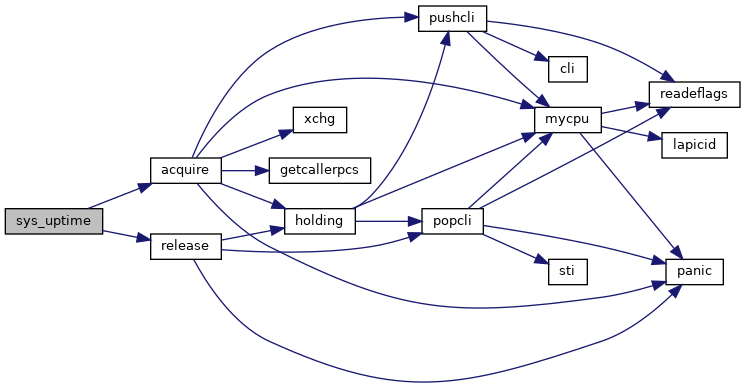 pushcli
cli
readeflags
xchg
mycpu
lapicid
acquire
getcallerpcs
sys_uptime
holding
popcli
release
sti
panic